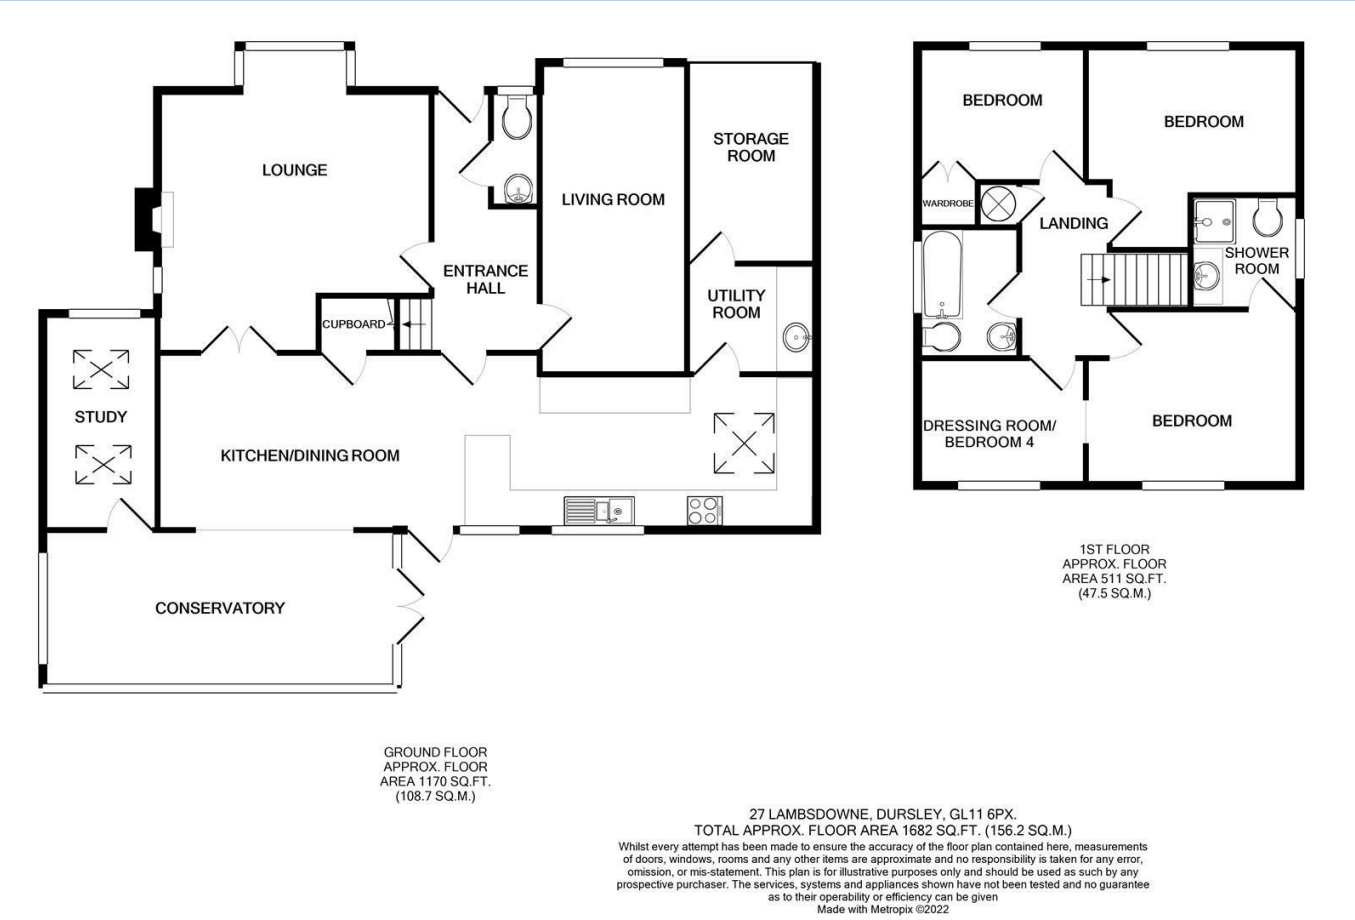 LOUNGE
LIVING ROOM
STORAGE
ROOM
ENTRANCE
HALL
UTILITY
ROOM
CUPBOARD
STUDY
KITCHEN/DINING ROOM
CONSERVATORY
GROUND FLOOR
APPROX. FLOOR
AREA 1170 SQ.FT.
(108.7 SQ.M.)
BEDROOM
BEDROOM
WARDROBE
LANDING
SHOWER
ROOM
DRESSING ROOM/
BEDROOM 4
BEDROOM
1ST FLOOR
APPROX. FLOOR
AREA 511 SQ.FT.
(47.5 SQ.M.)
27 LAMBSDOWNE, DURSLEY, GL11 6PX.
TOTAL APPROX. FLOOR AREA 1682 SQ.FT. (156.2 SQ.M.)
Whilst every attempt has been made to ensure the accuracy of the floor plan contained here, measurements
of doors, windows, rooms and any other items are approximate and no responsibility is taken for any error,
omission, or mis-statement. This plan is for illustrative purposes only and should be used as such by any
prospective purchaser. The services, systems and appliances shown have not been tested and no guarantee
as to their operability or efficiency can be given
Made with Metropix ©2022